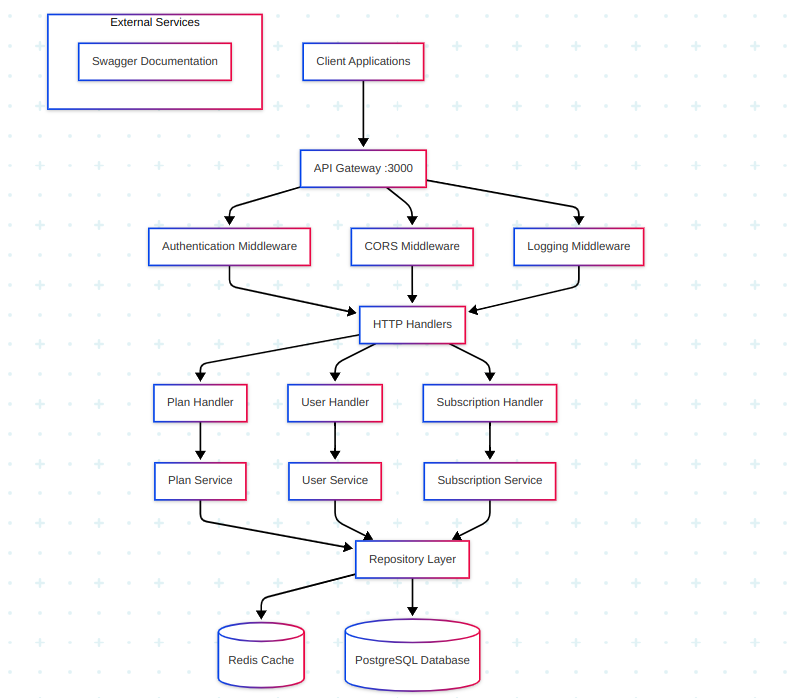 External Services
Swagger Documentation
Client Applications
API Gateway :3000
Authentication Middleware
CORS Middleware
Logging Middleware
HTTP Handlers
Plan Handler
User Handler
Subscription Handler
Plan Service
User Service
Subscription Service
Repository Layer
Redis Cache
PostgreSQL Database